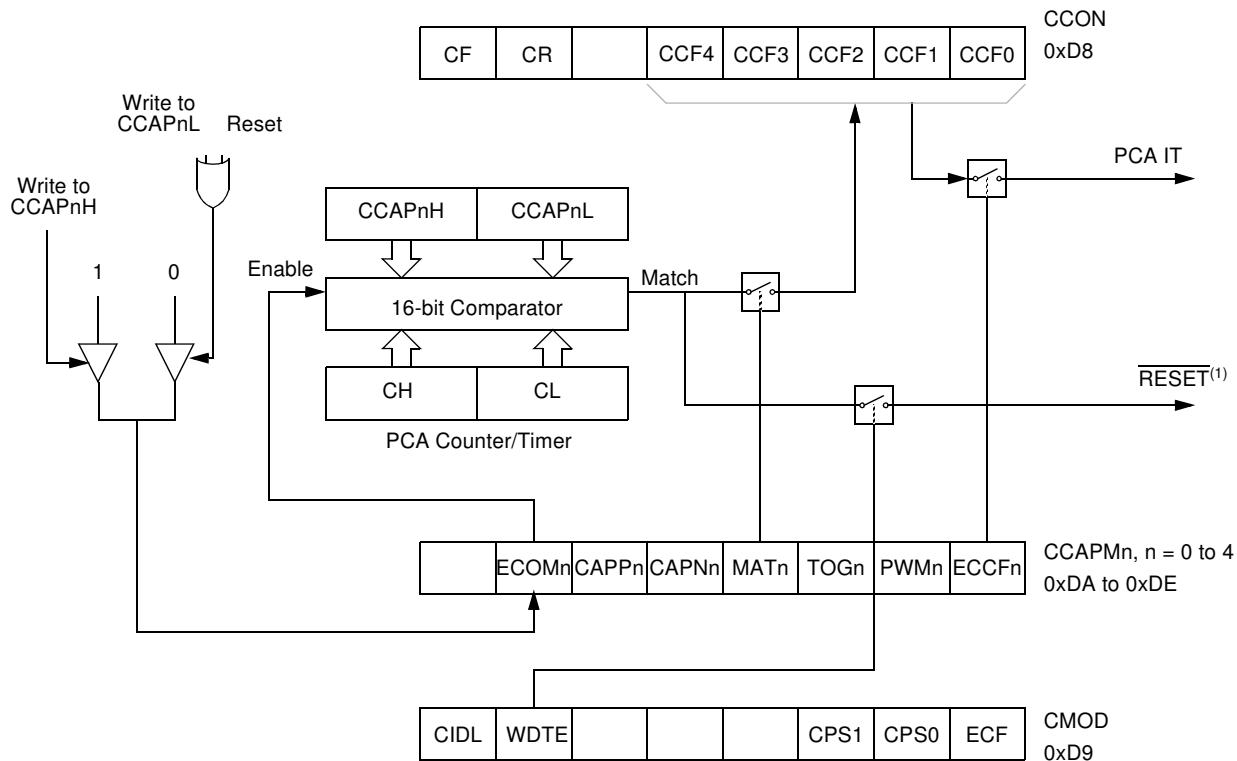 CF CR CCF4 CCF3 CCF2 CCF1 CCF0
CCON
0xD8
Write to
CCAPnL
Reset
Write to
CCAPnH
1
0
PCA IT
CCAPnH CCAPnL
Enable
16-bit Comparator
Match
CH CL
PCA Counter/Timer
RESET(1)
ECOMn CAPPn CAPNn MATn TOGn PWMn ECCFn
CCAPMn, n = 0 to 4
0xDA to 0xDE
CIDL WDTE CPS1 CPS0 ECF
CMOD
0xD9